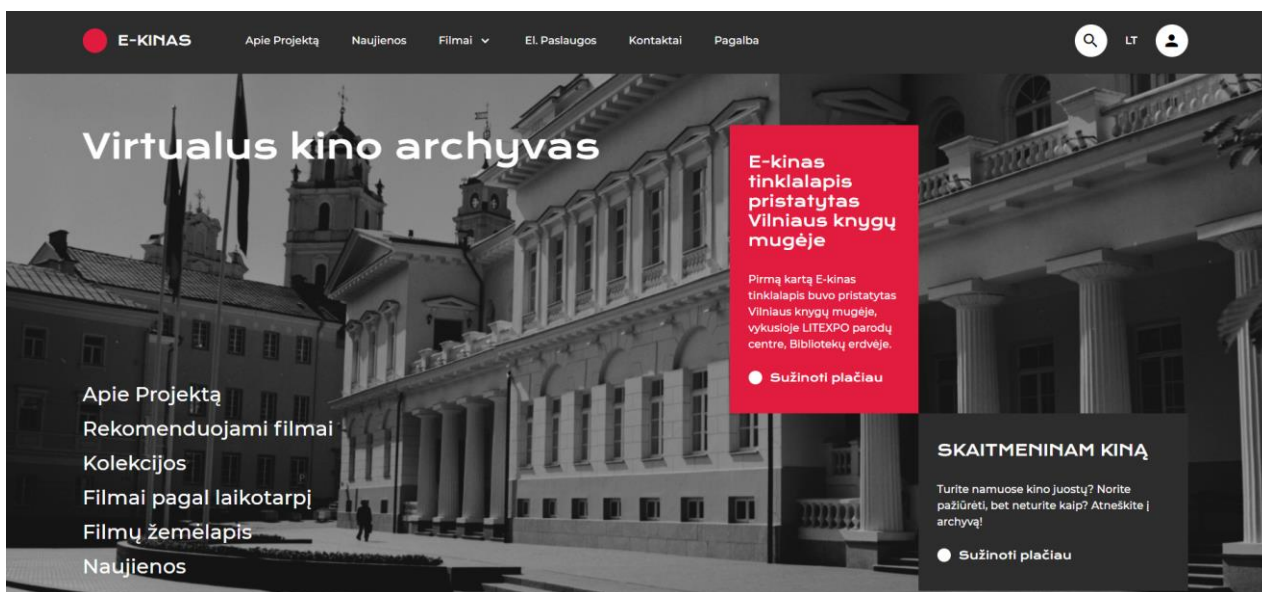 E-KINAS
Apie Projektą
Naujienos
Filmai
El. Paslaugos
Kontaktai
Pagalba
LT
Virtualus kino archyvas
Apie Projektą
Rekomenduojami filmai
Kolekcijos
Filmai pagal laikotarpį
Filmų žemėlapis
Naujienos
E-kinas
tinklalapis
pristatytas
Vilniaus knygų
mugėje
Pirmą kartą E-kinas
tinklalapis buvo pristatytas
Vilniaus knygų mugėje,
vykusioje LITEXPO parodų
centre, Bibliotekų erdvėje.
Sužinoti plačiau
SKAITMENINAM KINĄ
Turite namuose kino juostų? Norite
pažiūrėti, bet neturite kaip? Atneškite į
archyvą!
Sužinoti plačiau